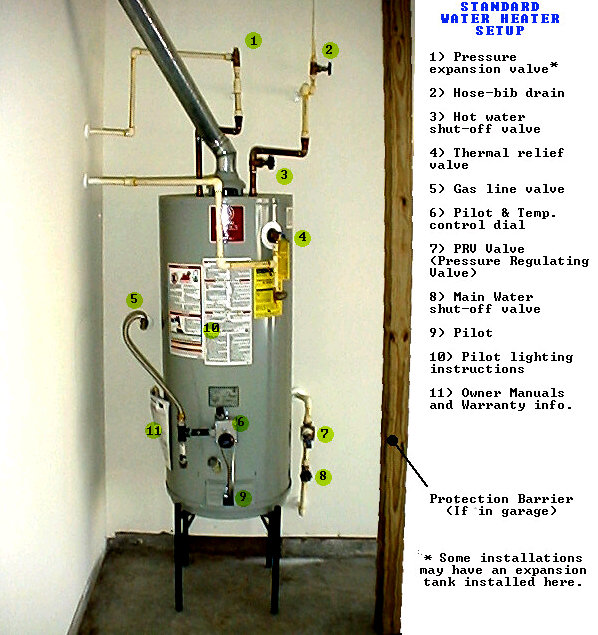 STANDARD
WATER HEATER
SETUP
1) Pressure
expansion valve*
2) Hose-bib drain
3) Hot water
shut-off valve
4) Thermal relief
valve
5) Gas line valve
6) Pilot & Temp.
control dial
7) PRV Valve
(Pressure Regulating
Valve)
8) Main Water
shut-off valve
9) Pilot
10) Pilot lighting
instructions
11) Owner Manuals
and Warranty info.
Protection Barrier
(If in garage)
* Some installations
may have an expansion
tank installed here.
1
2
3
4
5
10
6
11
7
8
9